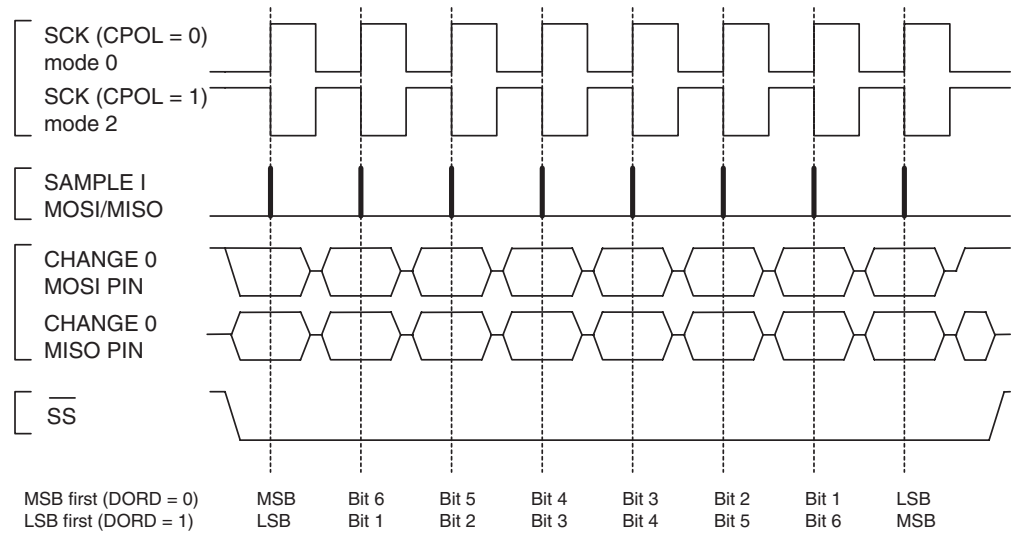 SCK (CPOL = 0)
mode 0
SCK (CPOL = 1)
mode 2
SAMPLE I
MOSI/MISO
CHANGE 0
MOSI PIN
CHANGE 0
MISO PIN
SS
MSB first (DORD = 0) MSB Bit 6 Bit 5 Bit 4 Bit 3 Bit 2 Bit 1 LSB
LSB first (DORD = 1) LSB Bit 1 Bit 2 Bit 3 Bit 4 Bit 5 Bit 6 MSB